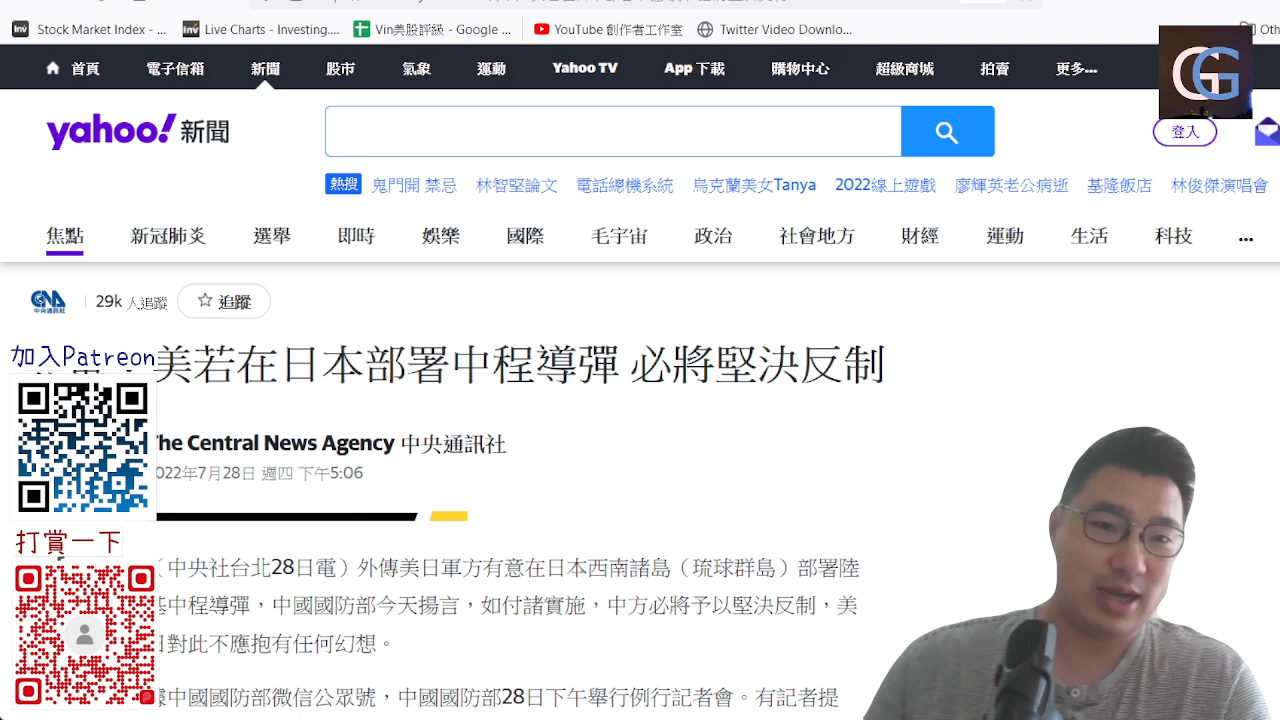 Stock Market Index - ...
Live Charts - Investing....
Vin美股評級 - Google ...
YouTube 創作者工作室
Twitter Video Downlo...
Oth
首頁 電子信箱 新聞 股市 氣象 運動 Yahoo TV App 下載 購物中心 超級商城 拍賣 更多...
GG
yahoo! 新聞
登入
熱搜 鬼門開 禁忌 林智堅論文 電話總機系統 烏克蘭美女Tanya 2022線上遊戲 廖輝英老公病逝 基隆飯店 林俊傑演唱會
焦點 新冠肺炎 選舉 即時 娛樂 國際 毛宇宙 政治 社會地方 財經 運動 生活 科技 ...
CNA 中央通訊社 29k 人追蹤 ☆ 追蹤
加入Patreon
美若在日本部署中程導彈 必將堅決反制
The Central News Agency 中央通訊社
022年7月28日 週四 下午5:06
打賞一下
（中央社台北28日電）外傳美日軍方有意在日本西南諸島（琉球群島）部署陸
基中程導彈，中國國防部今天揚言，如付諸實施，中方必將予以堅決反制，美
日對此不應抱有任何幻想。
據中國國防部微信公眾號，中國國防部28日下午舉行例行記者會。有記者提